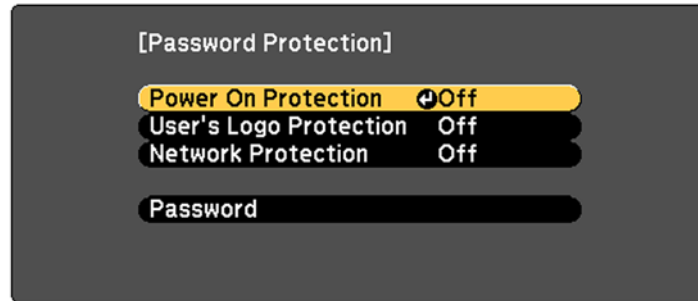 [Password Protection]
Power On Protection Off
User's Logo Protection Off
Network Protection Off
Password